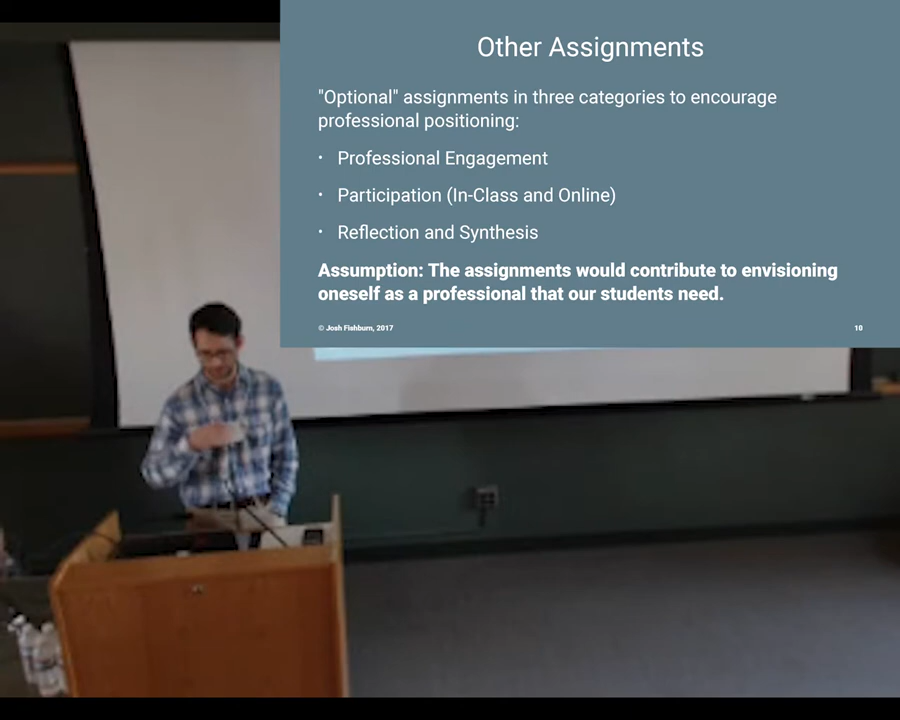 Other Assignments
"Optional" assignments in three categories to encourage
professional positioning:
• Professional Engagement
• Participation (In-Class and Online)
• Reflection and Synthesis
Assumption: The assignments would contribute to envisioning
oneself as a professional that our students need.
© Josh Fishburn, 2017
10